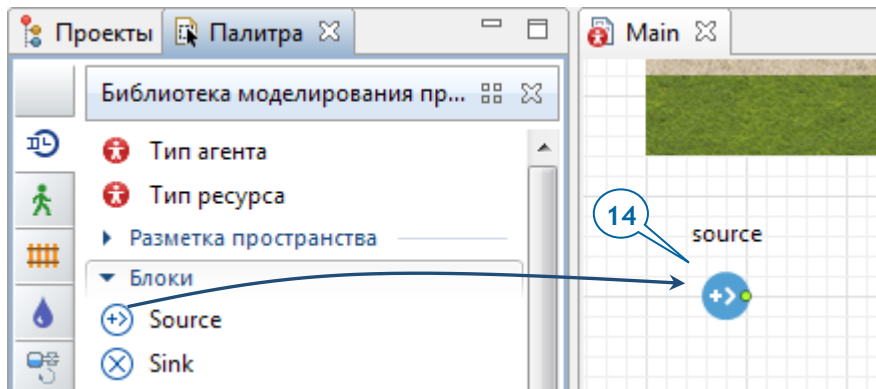 Проекты Палитра Main
Библиотека моделирования пр...
Тип агента
Тип ресурса
14
Разметка пространства
source
Блоки
Source
Sink